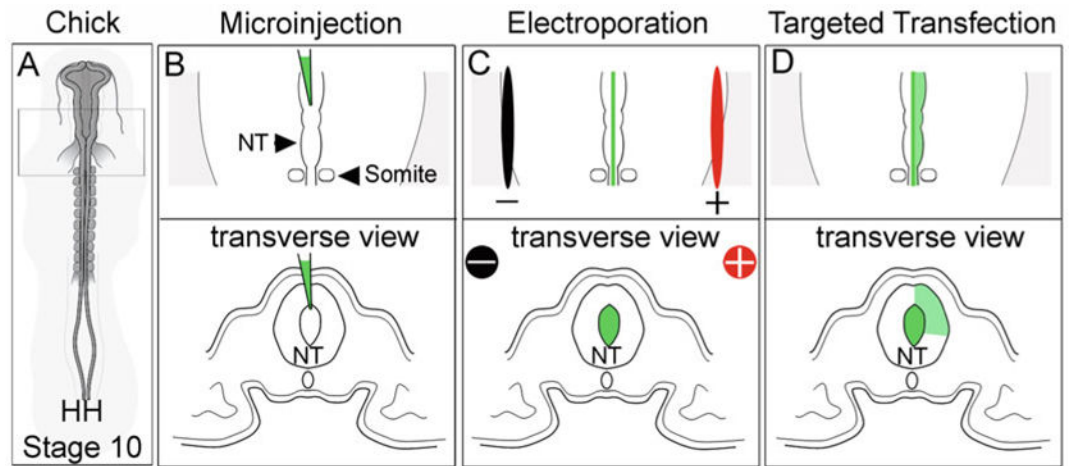 Chick
Microinjection
Electroporation
Targeted Transfection
A
HH
Stage 10
B
NT
Somite
transverse view
NT
C
−
+
transverse view
−
+
NT
D
transverse view
NT